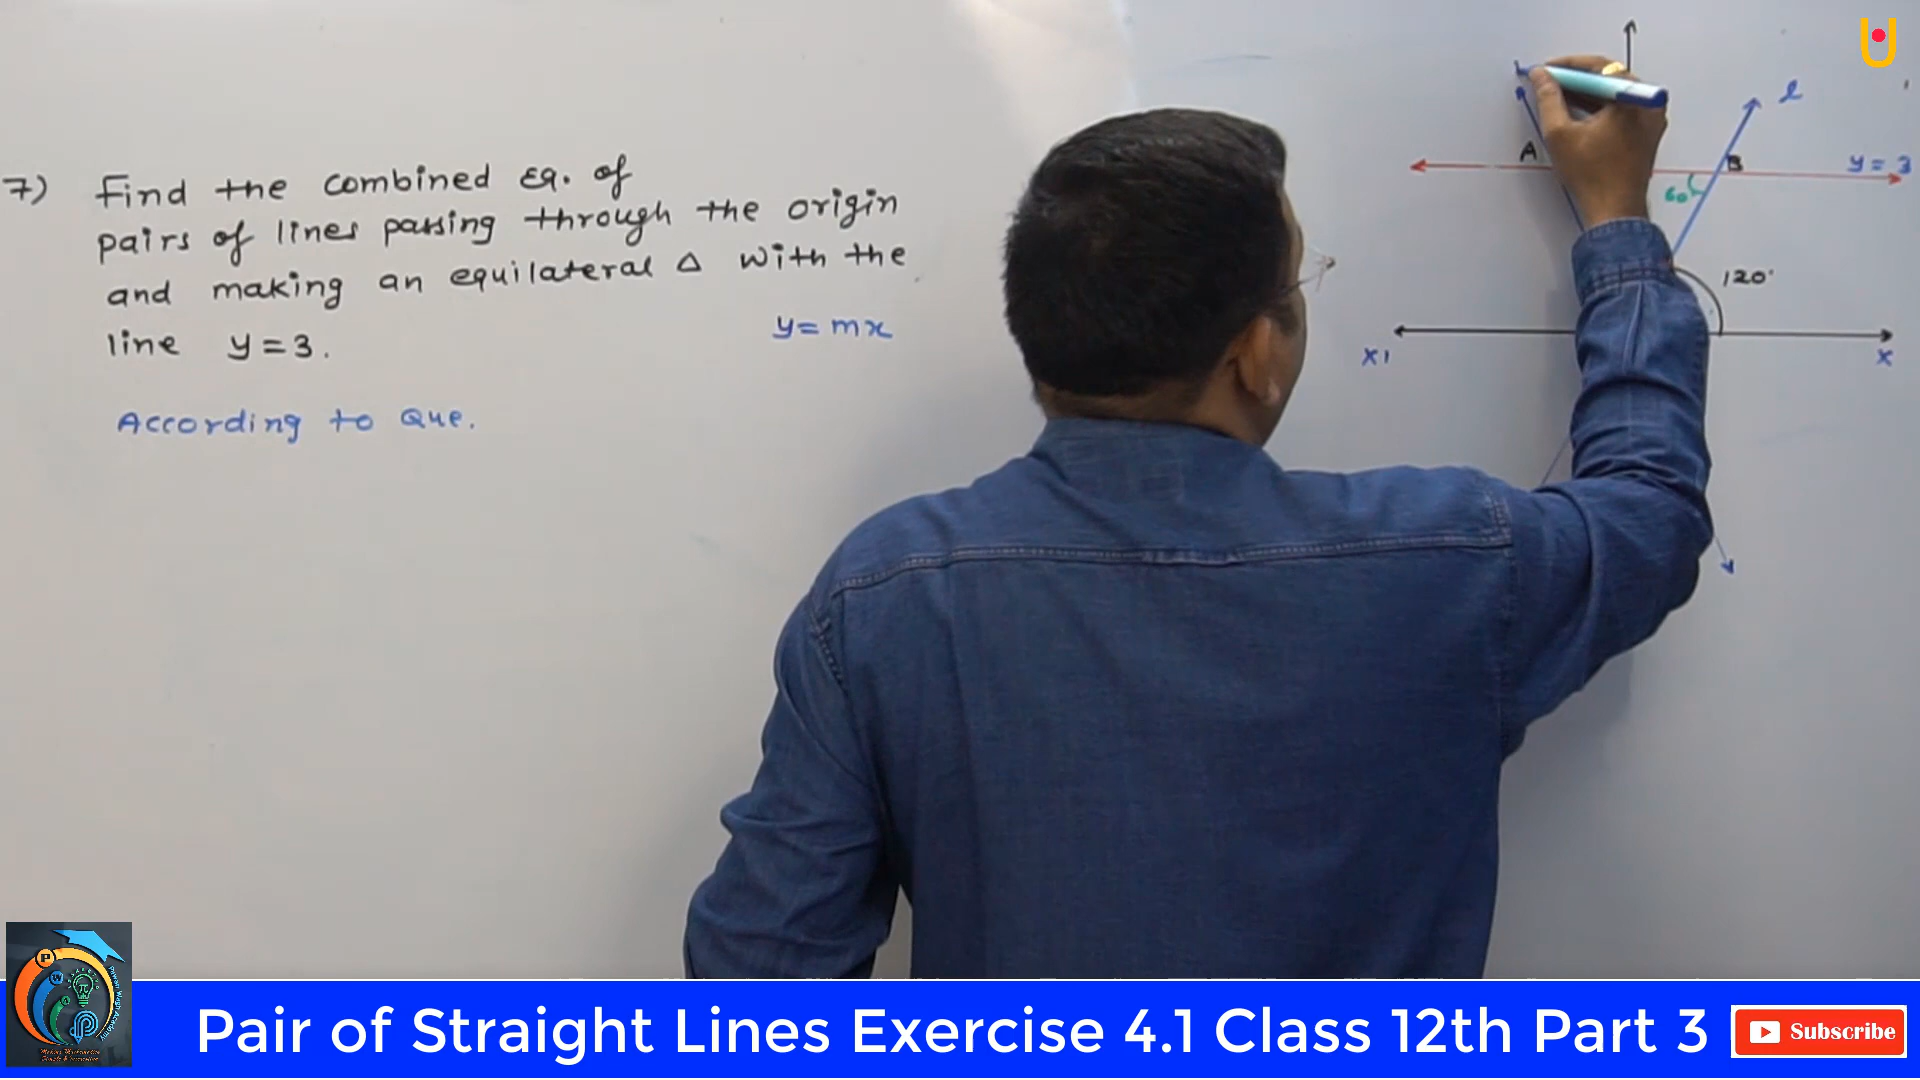 7) Find the combined Eq. of
pairs of lines passing through the origin
and making an equilateral Δ with the
line y = 3.
y = mx
According to Que.
l
A
B
y = 3
60°
120°
X'
X
Pair of Straight Lines Exercise 4.1 Class 12th Part 3
Subscribe